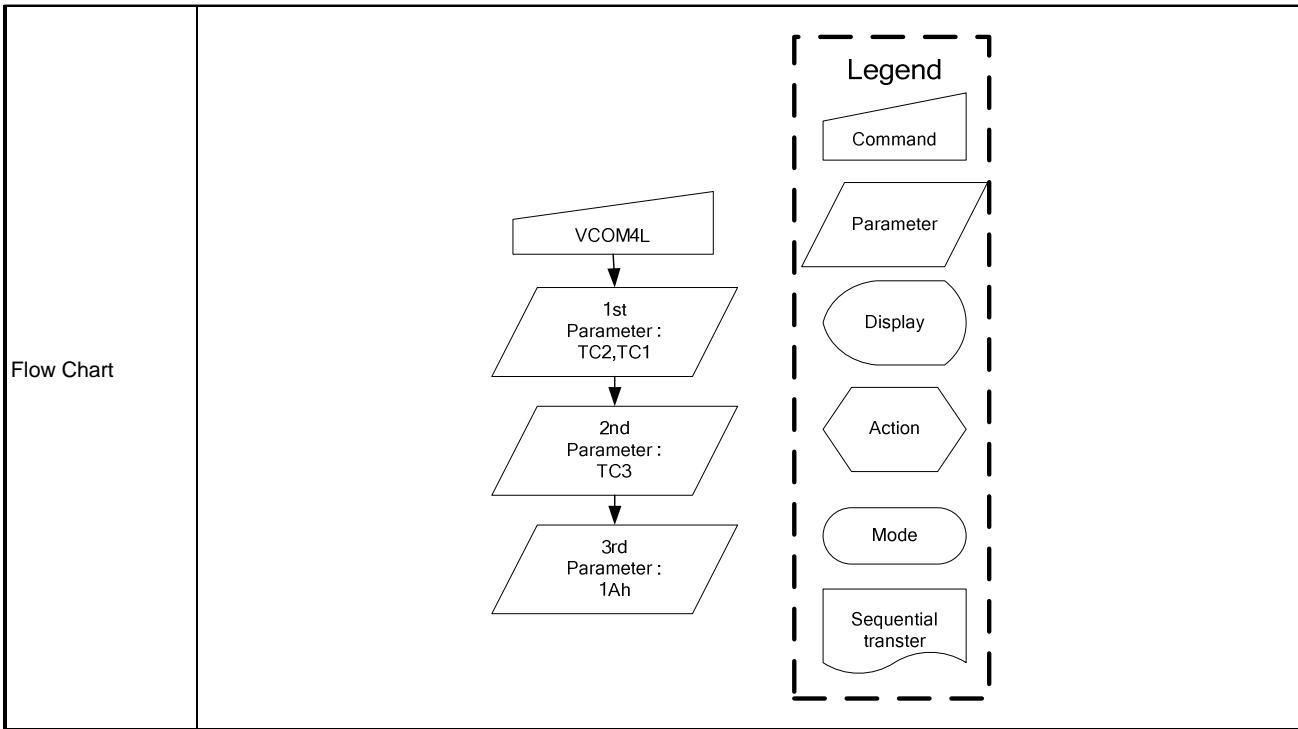 Flow Chart
VCOM4L
1st
Parameter :
TC2,TC1
2nd
Parameter :
TC3
3rd
Parameter :
1Ah
Legend
Command
Parameter
Display
Action
Mode
Sequential
transter